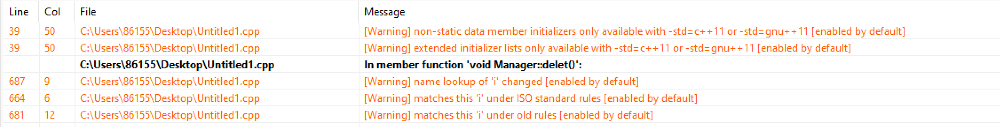 Line Col File Message
39 50 C:\Users\86155\Desktop\Untitled1.cpp [Warning] non-static data member initializers only available with -std=c++11 or -std=gnu++11 [enabled by default]
39 50 C:\Users\86155\Desktop\Untitled1.cpp [Warning] extended initializer lists only available with -std=c++11 or -std=gnu++11 [enabled by default]
C:\Users\86155\Desktop\Untitled1.cpp In member function 'void Manager::delet()':
687 9 C:\Users\86155\Desktop\Untitled1.cpp [Warning] name lookup of 'i' changed [enabled by default]
664 6 C:\Users\86155\Desktop\Untitled1.cpp [Warning] matches this 'i' under ISO standard rules [enabled by default]
681 12 C:\Users\86155\Desktop\Untitled1.cpp [Warning] matches this 'i' under old rules [enabled by default]